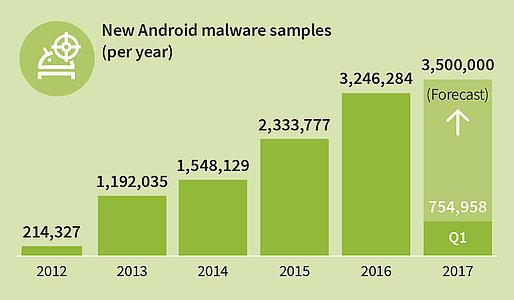 New Android malware samples
(per year)
3,500,000
3,246,284
(Forecast)
2,333,777
1,548,129
1,192,035
754,958
214,327
Q1
2012 2013 2014 2015 2016 2017